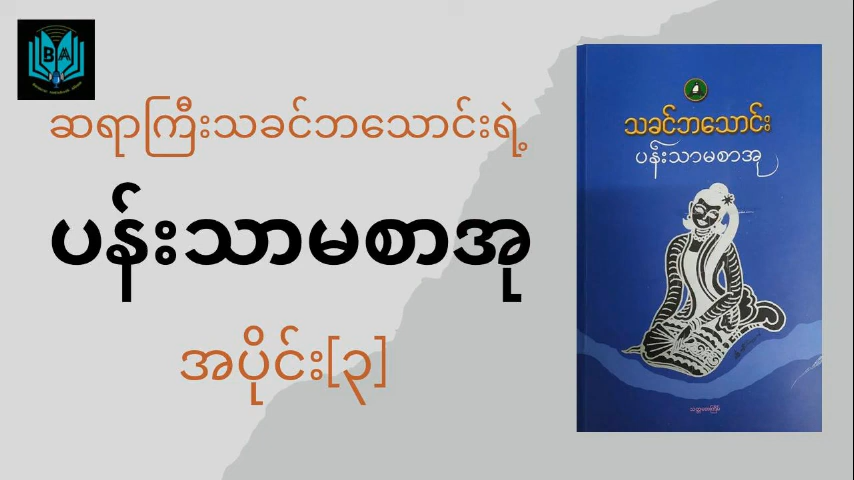 BA
ဆရာကြီးသခင်ဘသောင်းရဲ့
ပန်းသာမစာအု
အပိုင်း[၃]
သခင်ဘသောင်း
ပန်းသာမစာအု